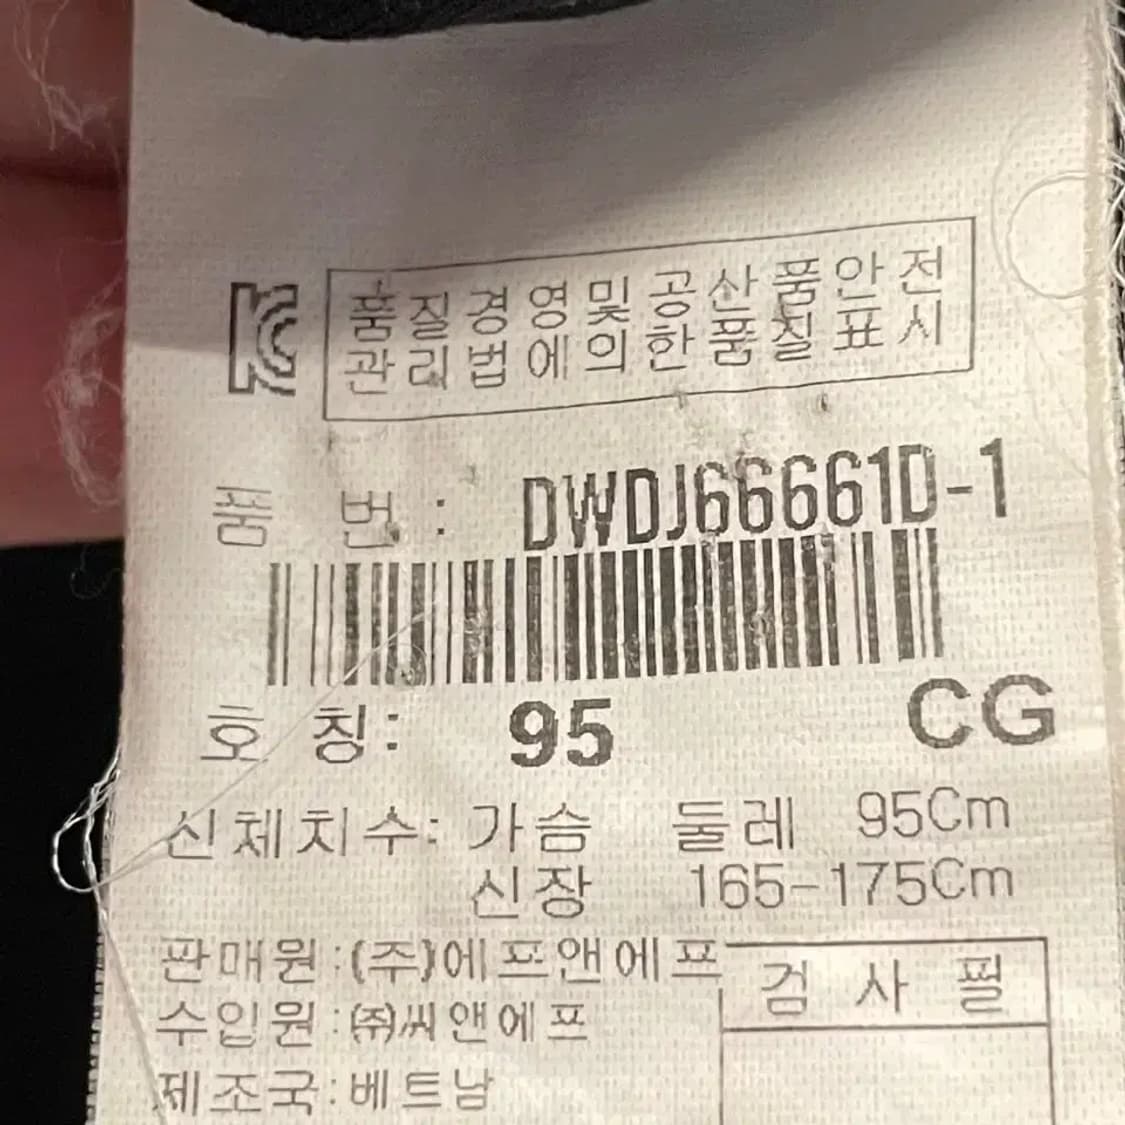 품질경영및공산품안전
관리법에의한품질표시
품 번 : DWDJ66661D-1
호 칭: 95 CG
신체치수: 가슴 둘레 95Cm
신장 165-175Cm
판매원:(주)에프앤에프
수입원:㈜씨앤에프
제조국:베트남
검 사 필